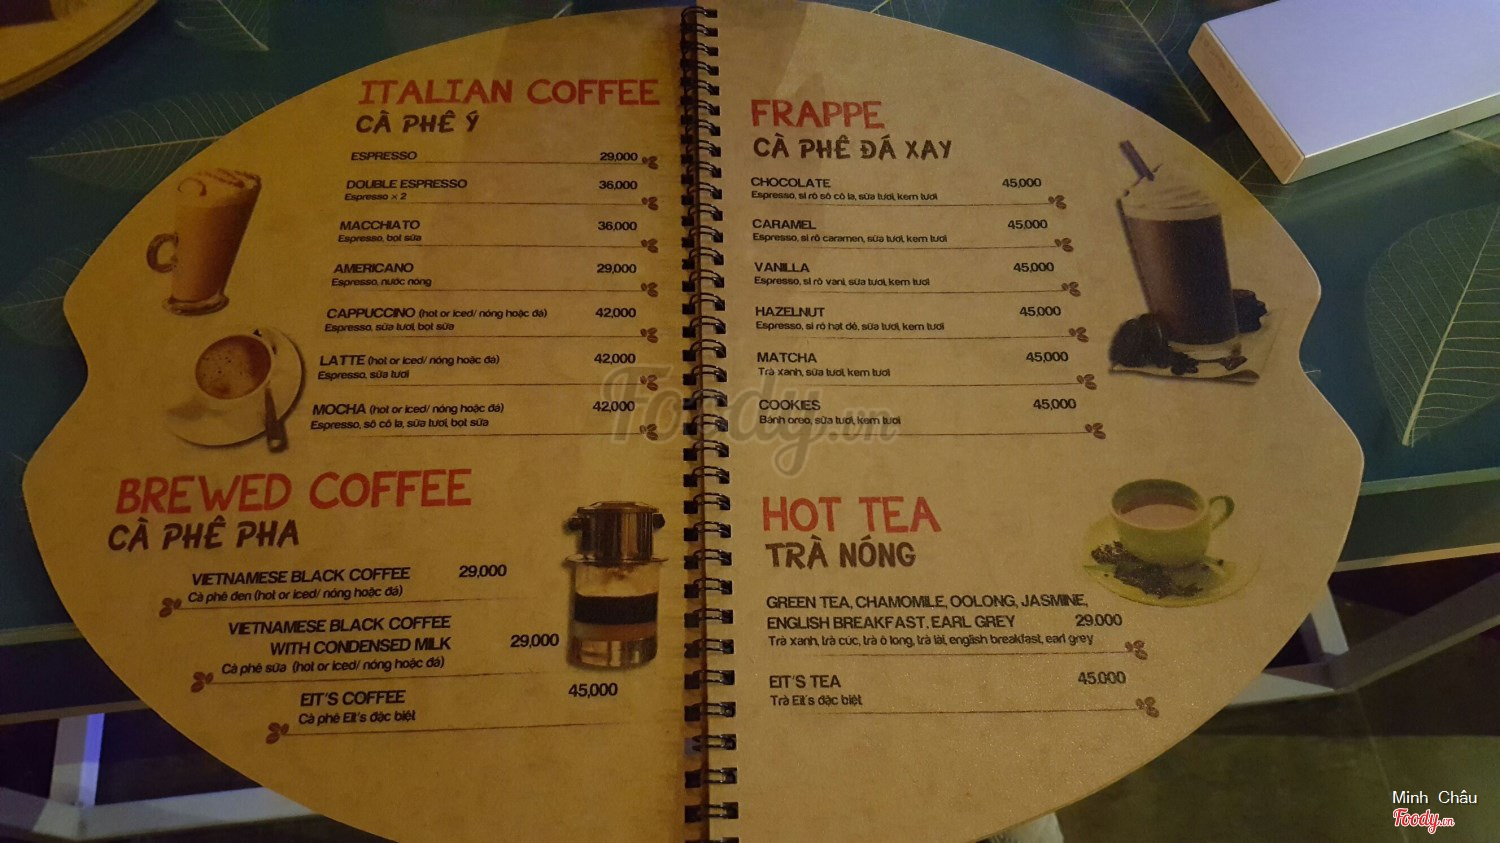 ITALIAN COFFEE
CÀ PHÊ Ý
ESPRESSO 29,000
DOUBLE ESPRESSO 36,000
Espresso x 2
MACCHIATO 36,000
Espresso, bọt sữa
AMERICANO 29,000
Espresso, nước nóng
CAPPUCCINO (hot or iced/ nóng hoặc đá) 42,000
Espresso, sữa tươi, bọt sữa
LATTE (hot or iced/ nóng hoặc đá) 42,000
Espresso, sữa tươi
MOCHA (hot or iced/ nóng hoặc đá) 42,000
Espresso, sô cô la, sữa tươi, bọt sữa
BREWED COFFEE
CÀ PHÊ PHA
VIETNAMESE BLACK COFFEE 29,000
Cà phê đen (hot or iced/ nóng hoặc đá)
VIETNAMESE BLACK COFFEE
WITH CONDENSED MILK 29,000
Cà phê sữa (hot or iced/ nóng hoặc đá)
EIT'S COFFEE 45,000
Cà phê Eit's đặc biệt
FRAPPE
CÀ PHÊ ĐÁ XAY
CHOCOLATE 45,000
Espresso, si rô sô cô la, sữa tươi, kem tươi
CARAMEL 45,000
Espresso, si rô caramen, sữa tươi, kem tươi
VANILLA 45,000
Espresso, si rô vani, sữa tươi, kem tươi
HAZELNUT 45,000
Espresso, si rô hạt dẻ, sữa tươi, kem tươi
MATCHA 45,000
Trà xanh, sữa tươi, kem tươi
COOKIES 45,000
Bánh oreo, sữa tươi, kem tươi
HOT TEA
TRÀ NÓNG
GREEN TEA, CHAMOMILE, OOLONG, JASMINE,
ENGLISH BREAKFAST, EARL GREY 29.000
Trà xanh, trà cúc, trà ô long, trà lài, english breakfast, earl grey
EIT'S TEA 45.000
Trà Eit's đặc biệt
Foody.vn
Minh Châu
Foody.vn